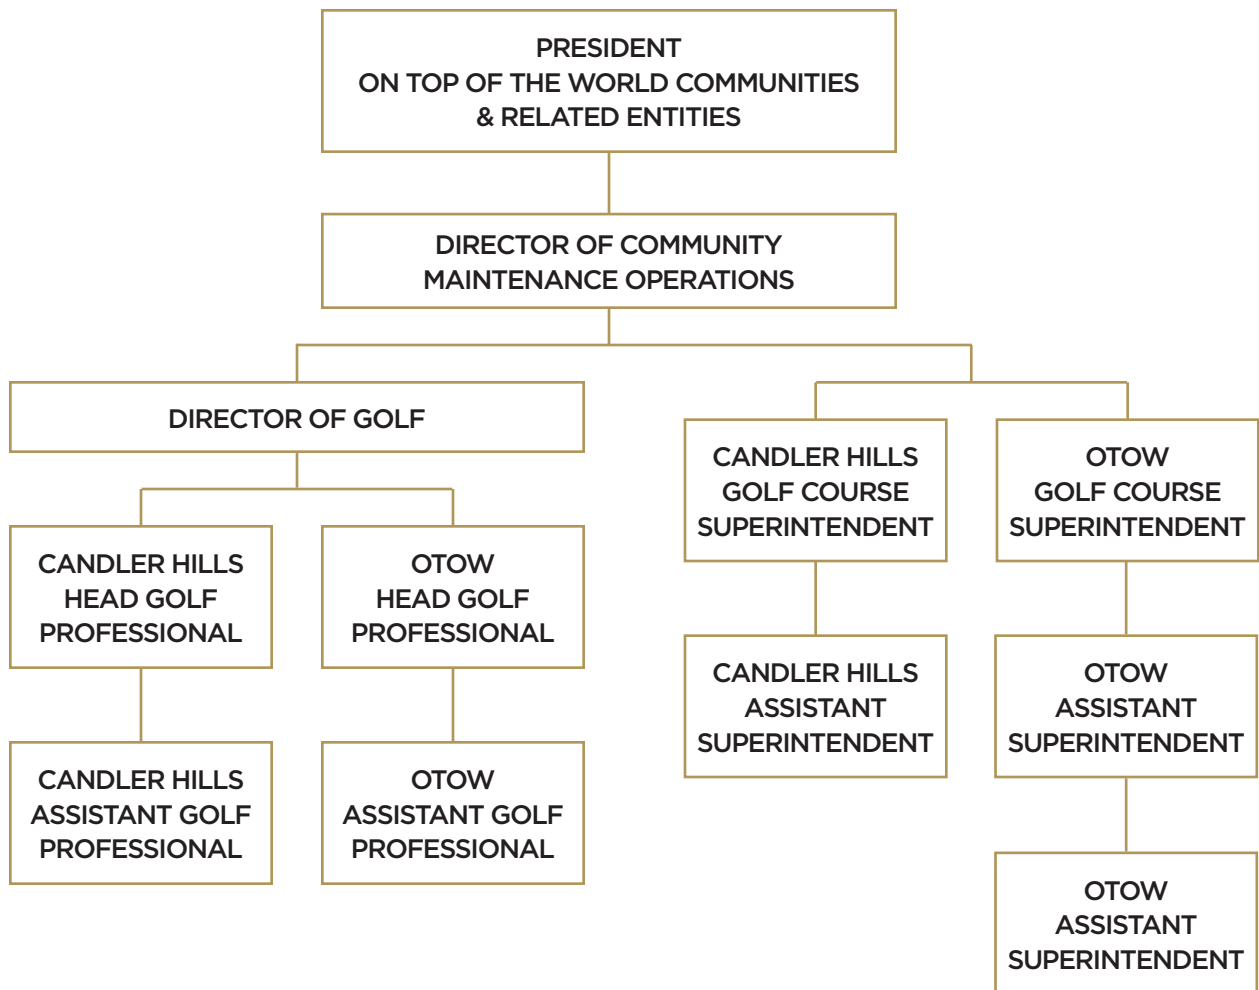 PRESIDENT
ON TOP OF THE WORLD COMMUNITIES
& RELATED ENTITIES
DIRECTOR OF COMMUNITY
MAINTENANCE OPERATIONS
DIRECTOR OF GOLF
CANDLER HILLS
GOLF COURSE
SUPERINTENDENT
OTOW
GOLF COURSE
SUPERINTENDENT
CANDLER HILLS
HEAD GOLF
PROFESSIONAL
OTOW
HEAD GOLF
PROFESSIONAL
CANDLER HILLS
ASSISTANT
SUPERINTENDENT
OTOW
ASSISTANT
SUPERINTENDENT
CANDLER HILLS
ASSISTANT GOLF
PROFESSIONAL
OTOW
ASSISTANT GOLF
PROFESSIONAL
OTOW
ASSISTANT
SUPERINTENDENT